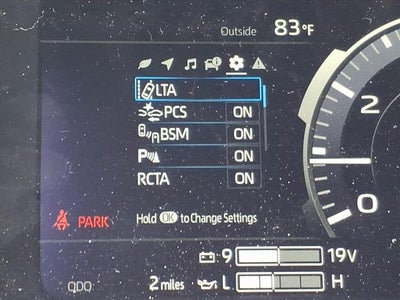 Outside 83°F
LTA
PCS ON
BSM ON
P ON
RCTA ON
Hold OK to Change Settings
PARK
9 19V
2
0
ODO 2 miles L H